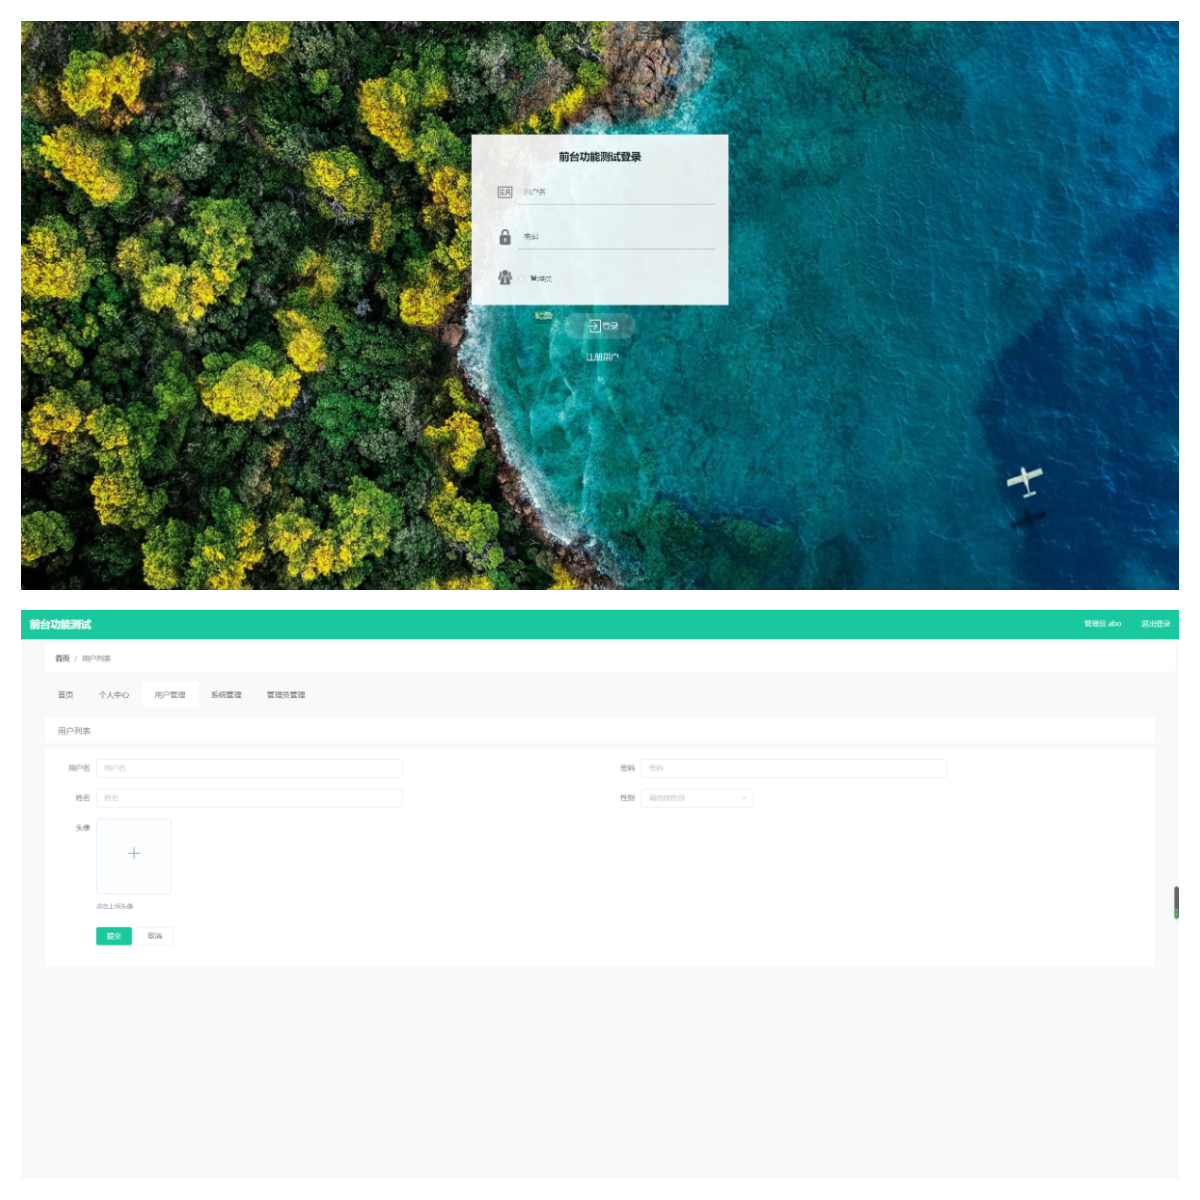 前台功能测试登录
用户名
密码
管理员
登录
注册用户
前台功能测试 管理员 abo 退出登录
首页 / 用户列表
首页 个人中心 用户管理 系统管理 管理员管理
用户列表
用户名 用户名 密码 密码
姓名 姓名 性别 请选择性别
头像
点击上传头像
提交 取消